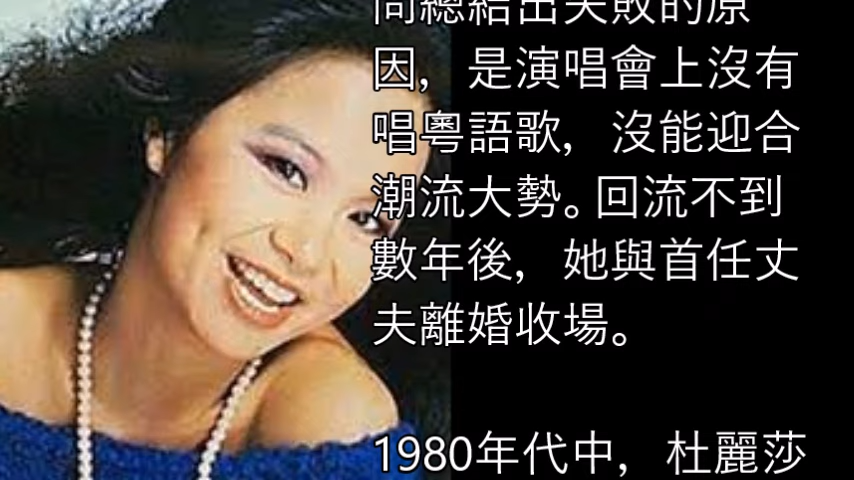 同總結出失敗的原
因，是演唱會上沒有
唱粵語歌，沒能迎合
潮流大勢。回流不到
數年後，她與首任丈
夫離婚收場。
1980年代中，杜麗莎